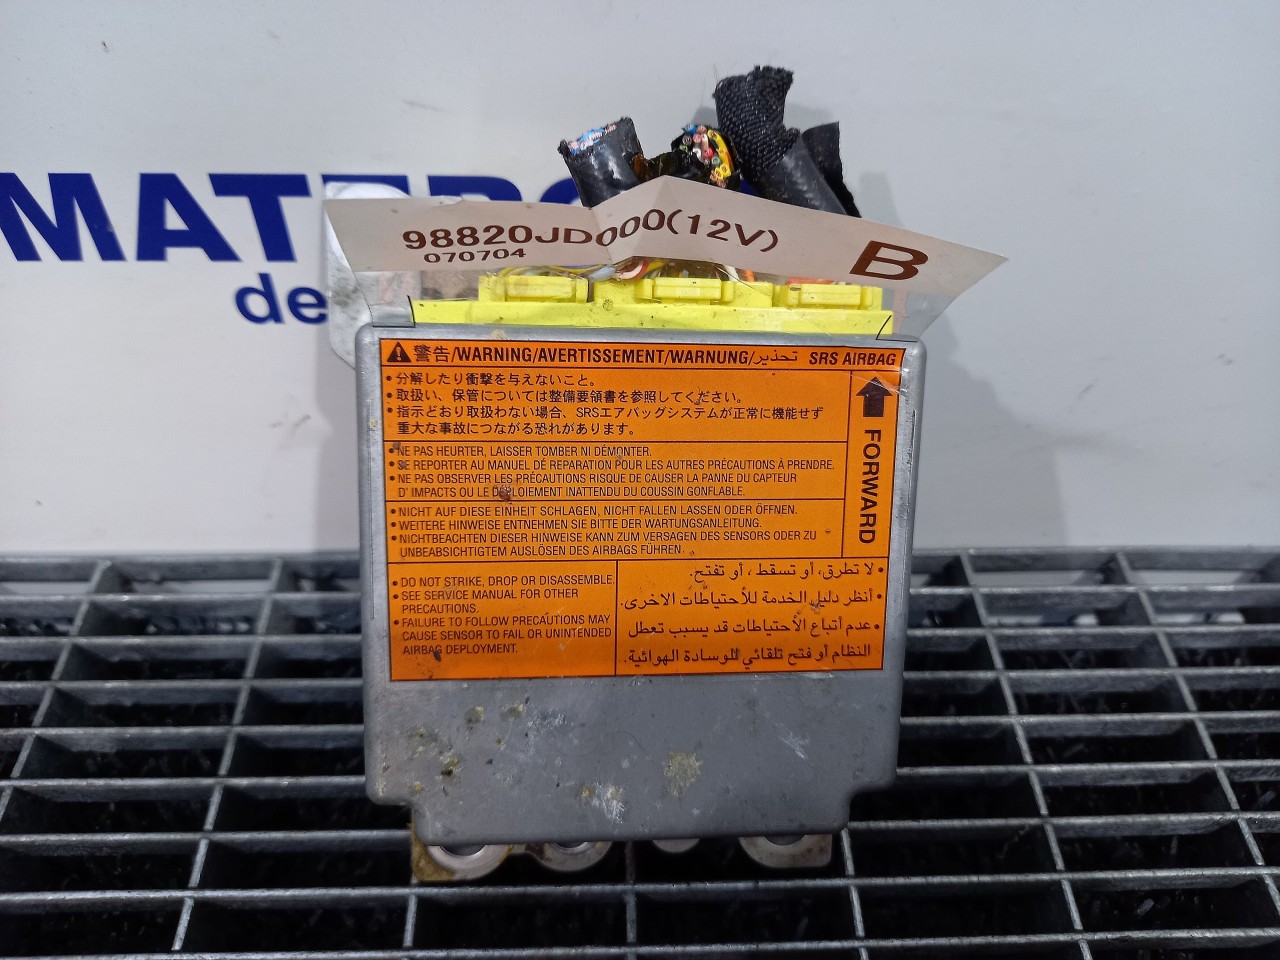 MATERO
de
98820JD000(12V)
070704
B
警告/WARNING/AVERTISSEMENT/WARNUNG/تحذير SRS AIRBAG
• 分解したり衝撃を与えないこと。
• 取扱い、保管については整備要領書を参照してください。
• 指示どおり取扱わない場合、SRSエアバッグシステムが正常に機能せず
重大な事故につながる恐れがあります。
• NE PAS HEURTER, LAISSER TOMBER NI DÉMONTER.
• SE REPORTER AU MANUEL DE REPARATION POUR LES AUTRES PRÉCAUTIONS À PRENDRE.
• NE PAS OBSERVER LES PRÉCAUTIONS RISQUE DE CAUSER LA PANNE DU CAPTEUR
D' IMPACTS OU LE DÉPLOIEMENT INATTENDU DU COUSSIN GONFLABLE.
• NICHT AUF DIESE EINHEIT SCHLAGEN, NICHT FALLEN LASSEN ODER ÖFFNEN.
• WEITERE HINWEISE ENTNEHMEN SIE BITTE DER WARTUNGSANLEITUNG.
• NICHTBEACHTEN DIESER HINWEISE KANN ZUM VERSAGEN DES SENSORS ODER ZU
UNBEABSICHTIGTEM AUSLÖSEN DES AIRBAGS FÜHREN.
FORWARD
• DO NOT STRIKE, DROP OR DISASSEMBLE.
• SEE SERVICE MANUAL FOR OTHER
PRECAUTIONS.
• FAILURE TO FOLLOW PRECAUTIONS MAY
CAUSE SENSOR TO FAIL OR UNINTENDED
AIRBAG DEPLOYMENT.
• لا تطرق، أو تسقط، أو تفتح.
• أنظر دليل الخدمة للأحتياطات الاخرى.
• عدم أتباع الأحتياطات قد يسبب تعطل
النظام أو فتح تلقائي للوسادة الهوائية.